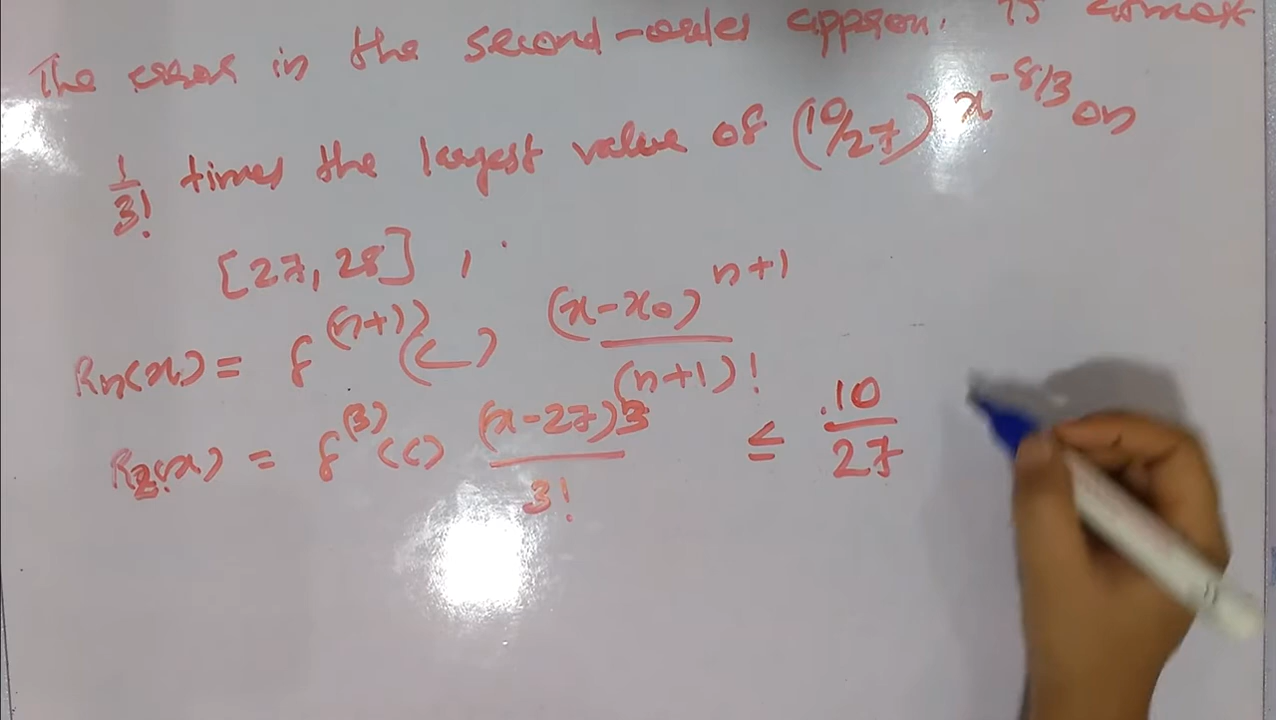 The error in the second-order approx. is atmost
1/3! times the largest value of (10/27) x^-8/3 on
[27, 28] ,
Rn(x) = f^(n+1)(c) (x-x0)^n+1 / (n+1)!
R2(x) = f^(3)(c) (x-27)3 / 3! ≤ 10/27